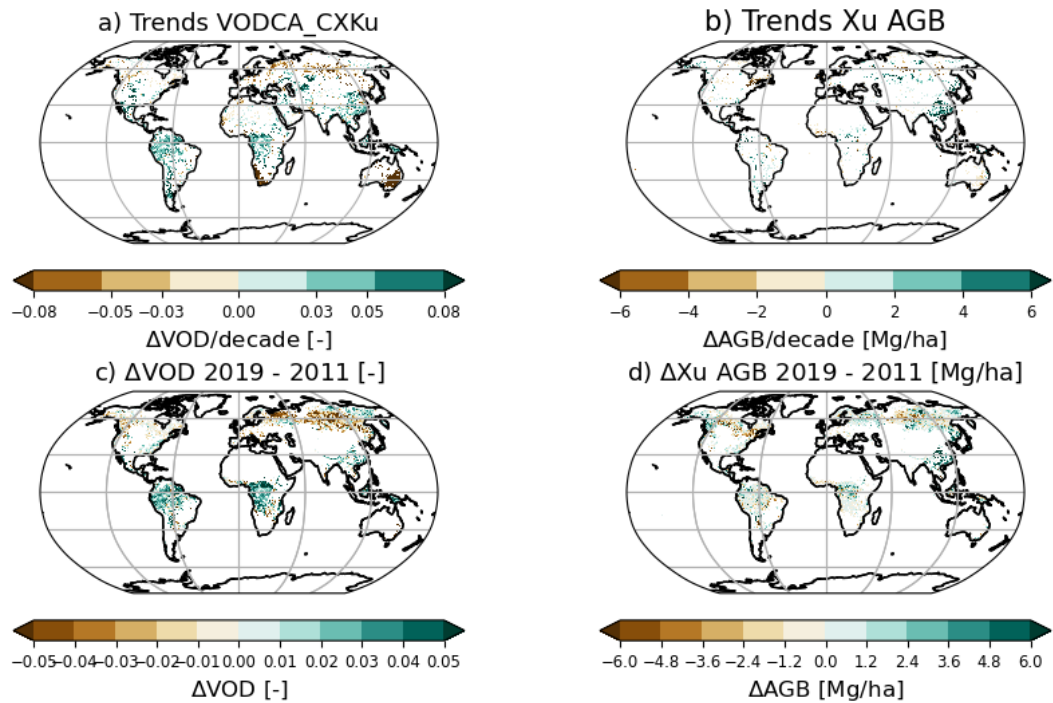 a) Trends VODCA_CXKu
b) Trends Xu AGB
−0.08 −0.05 −0.03 0.00 0.03 0.05 0.08
ΔVOD/decade [-]
−6 −4 −2 0 2 4 6
ΔAGB/decade [Mg/ha]
c) ΔVOD 2019 - 2011 [-]
d) ΔXu AGB 2019 - 2011 [Mg/ha]
−0.05−0.04−0.03−0.02−0.010.00 0.01 0.02 0.03 0.04 0.05
ΔVOD [-]
−6.0 −4.8 −3.6 −2.4 −1.2 0.0 1.2 2.4 3.6 4.8 6.0
ΔAGB [Mg/ha]